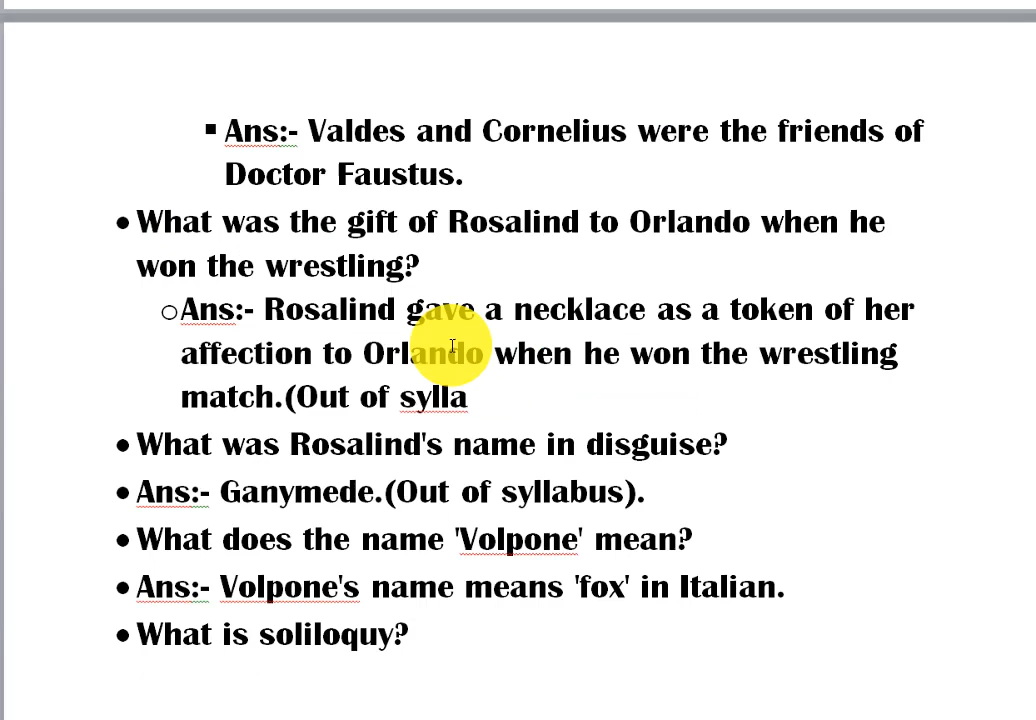 ▪ Ans:- Valdes and Cornelius were the friends of
Doctor Faustus.
• What was the gift of Rosalind to Orlando when he
won the wrestling?
○ Ans:- Rosalind gave a necklace as a token of her
affection to Orlando when he won the wrestling
match.(Out of sylla
• What was Rosalind's name in disguise?
• Ans:- Ganymede.(Out of syllabus).
• What does the name 'Volpone' mean?
• Ans:- Volpone's name means 'fox' in Italian.
• What is soliloquy?